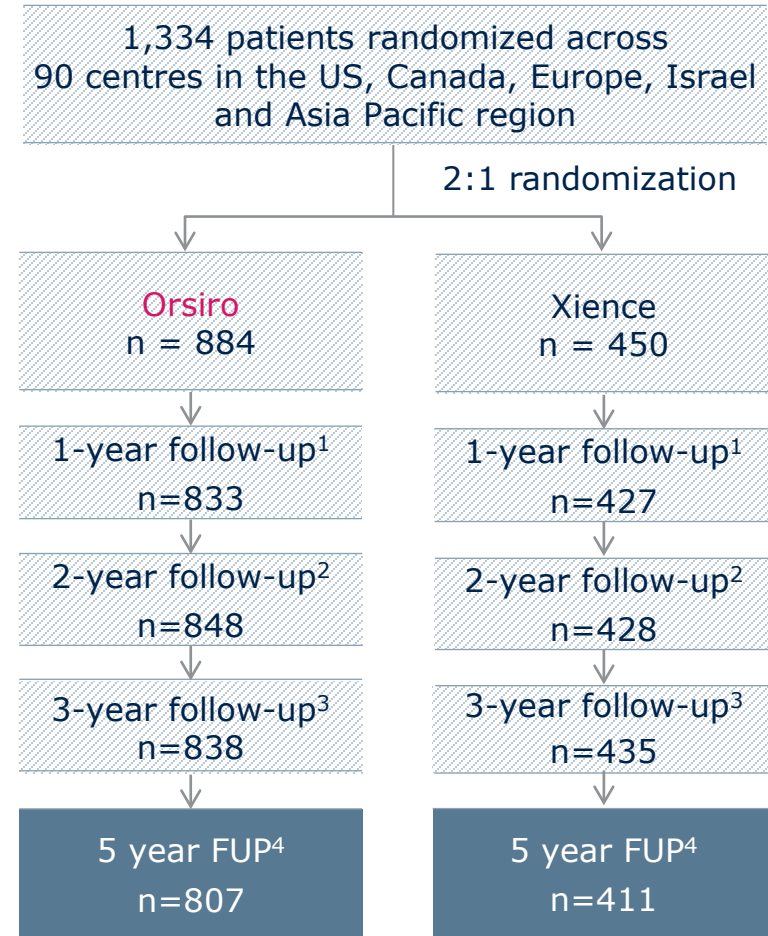 1,334 patients randomized across
90 centres in the US, Canada, Europe, Israel
and Asia Pacific region
2:1 randomization
Orsiro
n = 884
Xience
n = 450
1-year follow-up¹
n=833
1-year follow-up¹
n=427
2-year follow-up²
n=848
2-year follow-up²
n=428
3-year follow-up³
n=838
3-year follow-up³
n=435
5 year FUP⁴
n=807
5 year FUP⁴
n=411